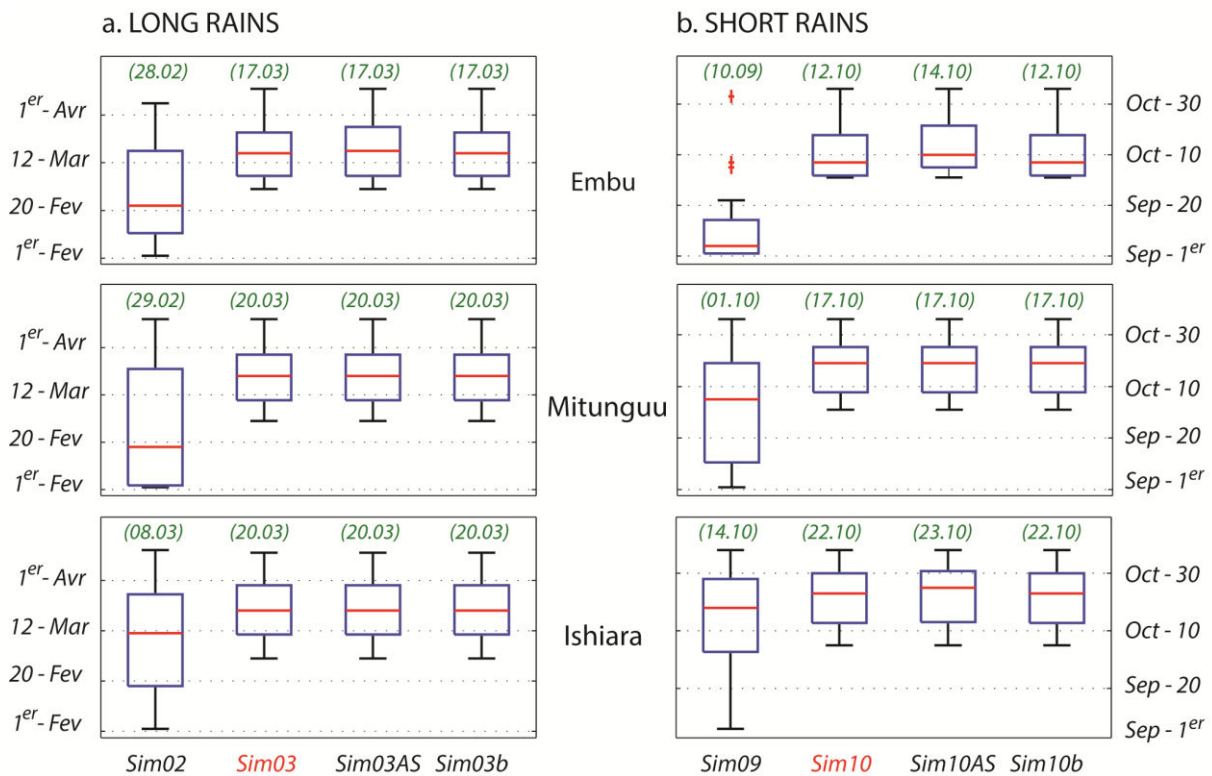 a. LONG RAINS
b. SHORT RAINS
(28.02) (17.03) (17.03) (17.03)
(10.09) (12.10) (14.10) (12.10)
1er- Avr
12 - Mar
20 - Fev
1er- Fev
Embu
Oct - 30
Oct - 10
Sep - 20
Sep - 1er
(29.02) (20.03) (20.03) (20.03)
(01.10) (17.10) (17.10) (17.10)
1er- Avr
12 - Mar
20 - Fev
1er- Fev
Mitunguu
Oct - 30
Oct - 10
Sep - 20
Sep - 1er
(08.03) (20.03) (20.03) (20.03)
(14.10) (22.10) (23.10) (22.10)
1er- Avr
12 - Mar
20 - Fev
1er- Fev
Ishiara
Oct - 30
Oct - 10
Sep - 20
Sep - 1er
Sim02 Sim03 Sim03AS Sim03b
Sim09 Sim10 Sim10AS Sim10b